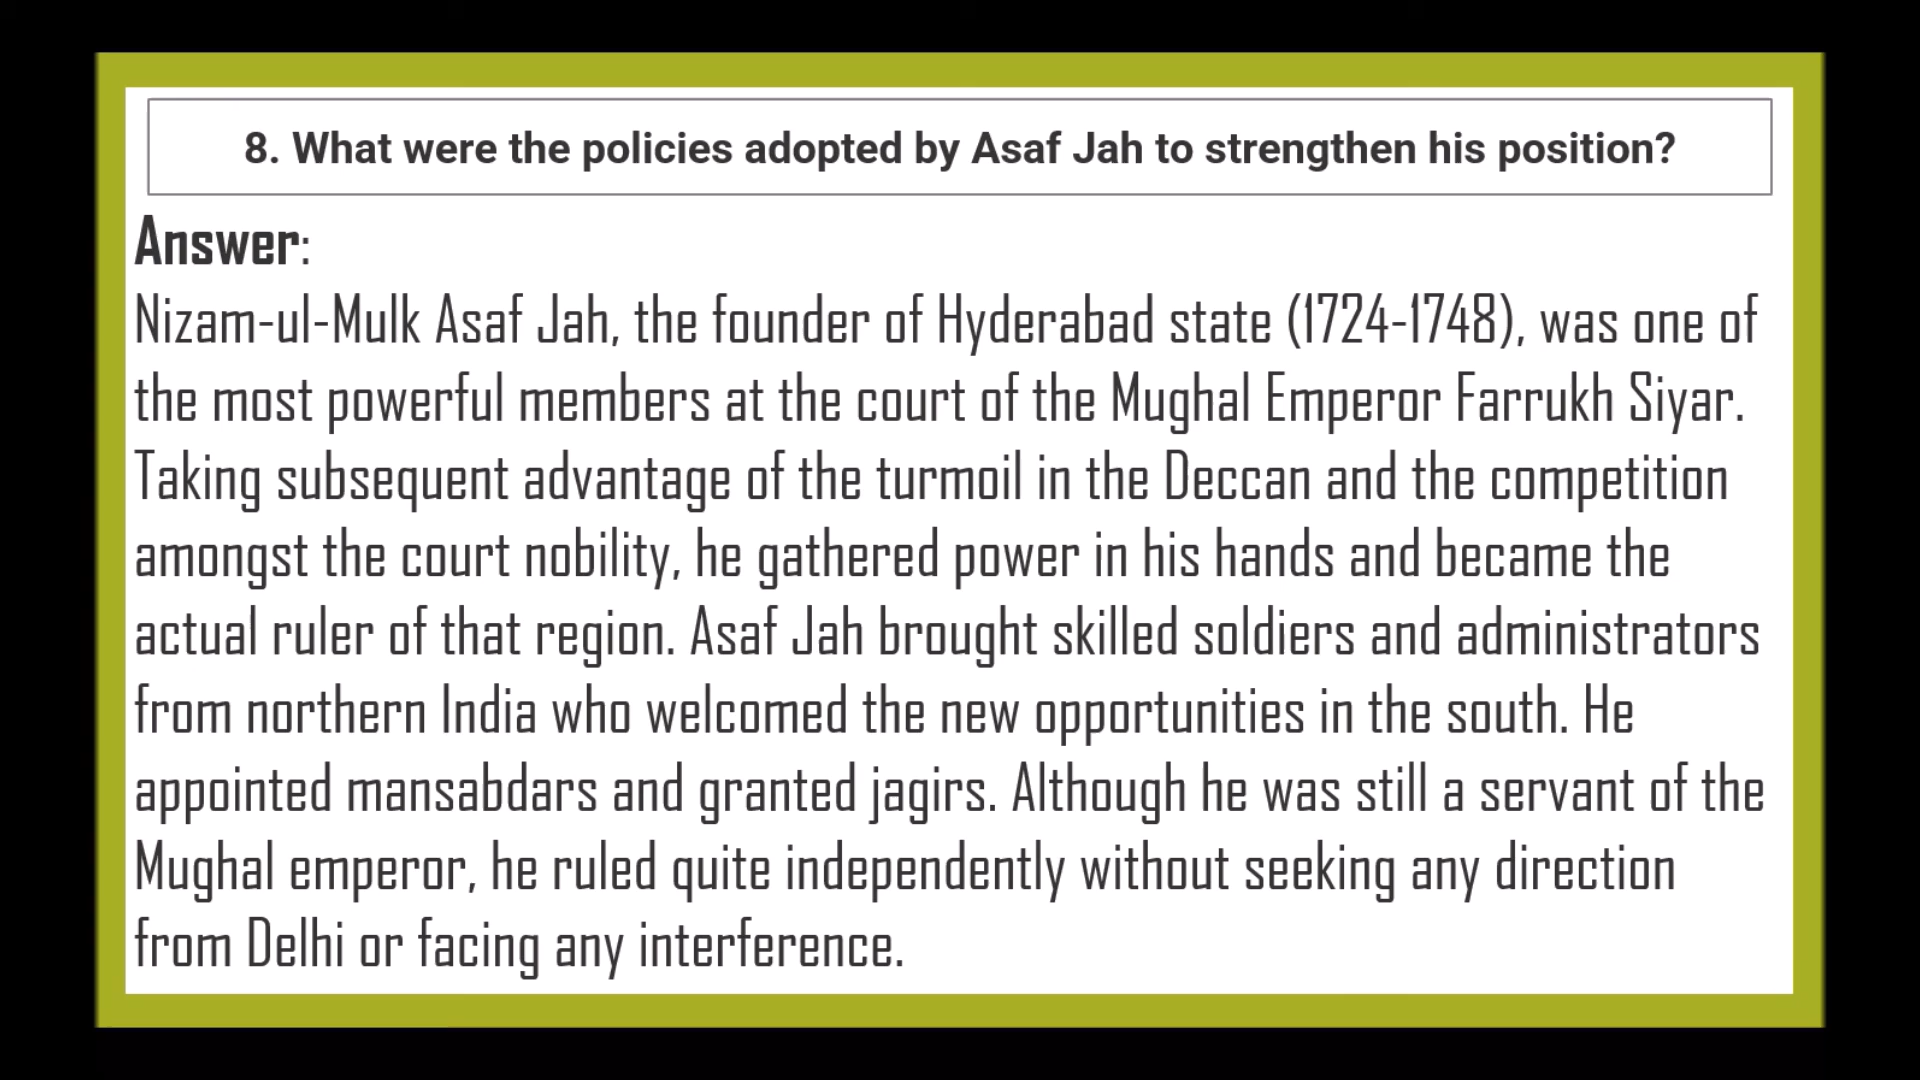 8. What were the policies adopted by Asaf Jah to strengthen his position?
Answer:
Nizam-ul-Mulk Asaf Jah, the founder of Hyderabad state (1724-1748), was one of
the most powerful members at the court of the Mughal Emperor Farrukh Siyar.
Taking subsequent advantage of the turmoil in the Deccan and the competition
amongst the court nobility, he gathered power in his hands and became the
actual ruler of that region. Asaf Jah brought skilled soldiers and administrators
from northern India who welcomed the new opportunities in the south. He
appointed mansabdars and granted jagirs. Although he was still a servant of the
Mughal emperor, he ruled quite independently without seeking any direction
from Delhi or facing any interference.